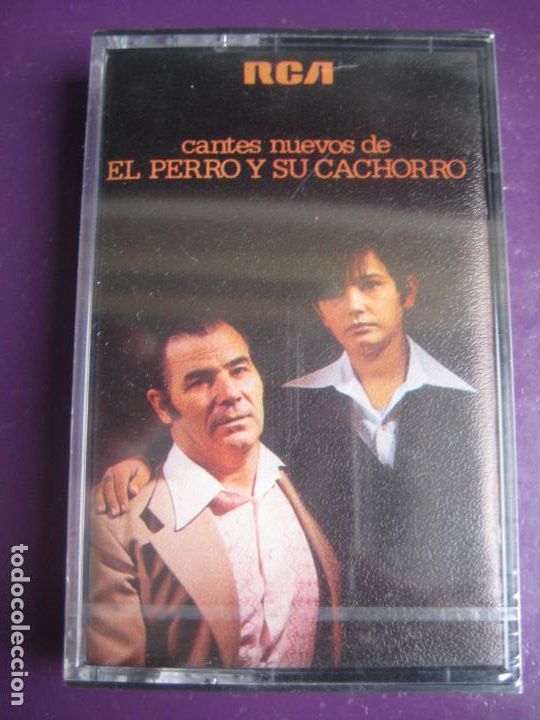 RCA
cantes nuevos de
EL PERRO Y SU CACHORRO
todocoleccion